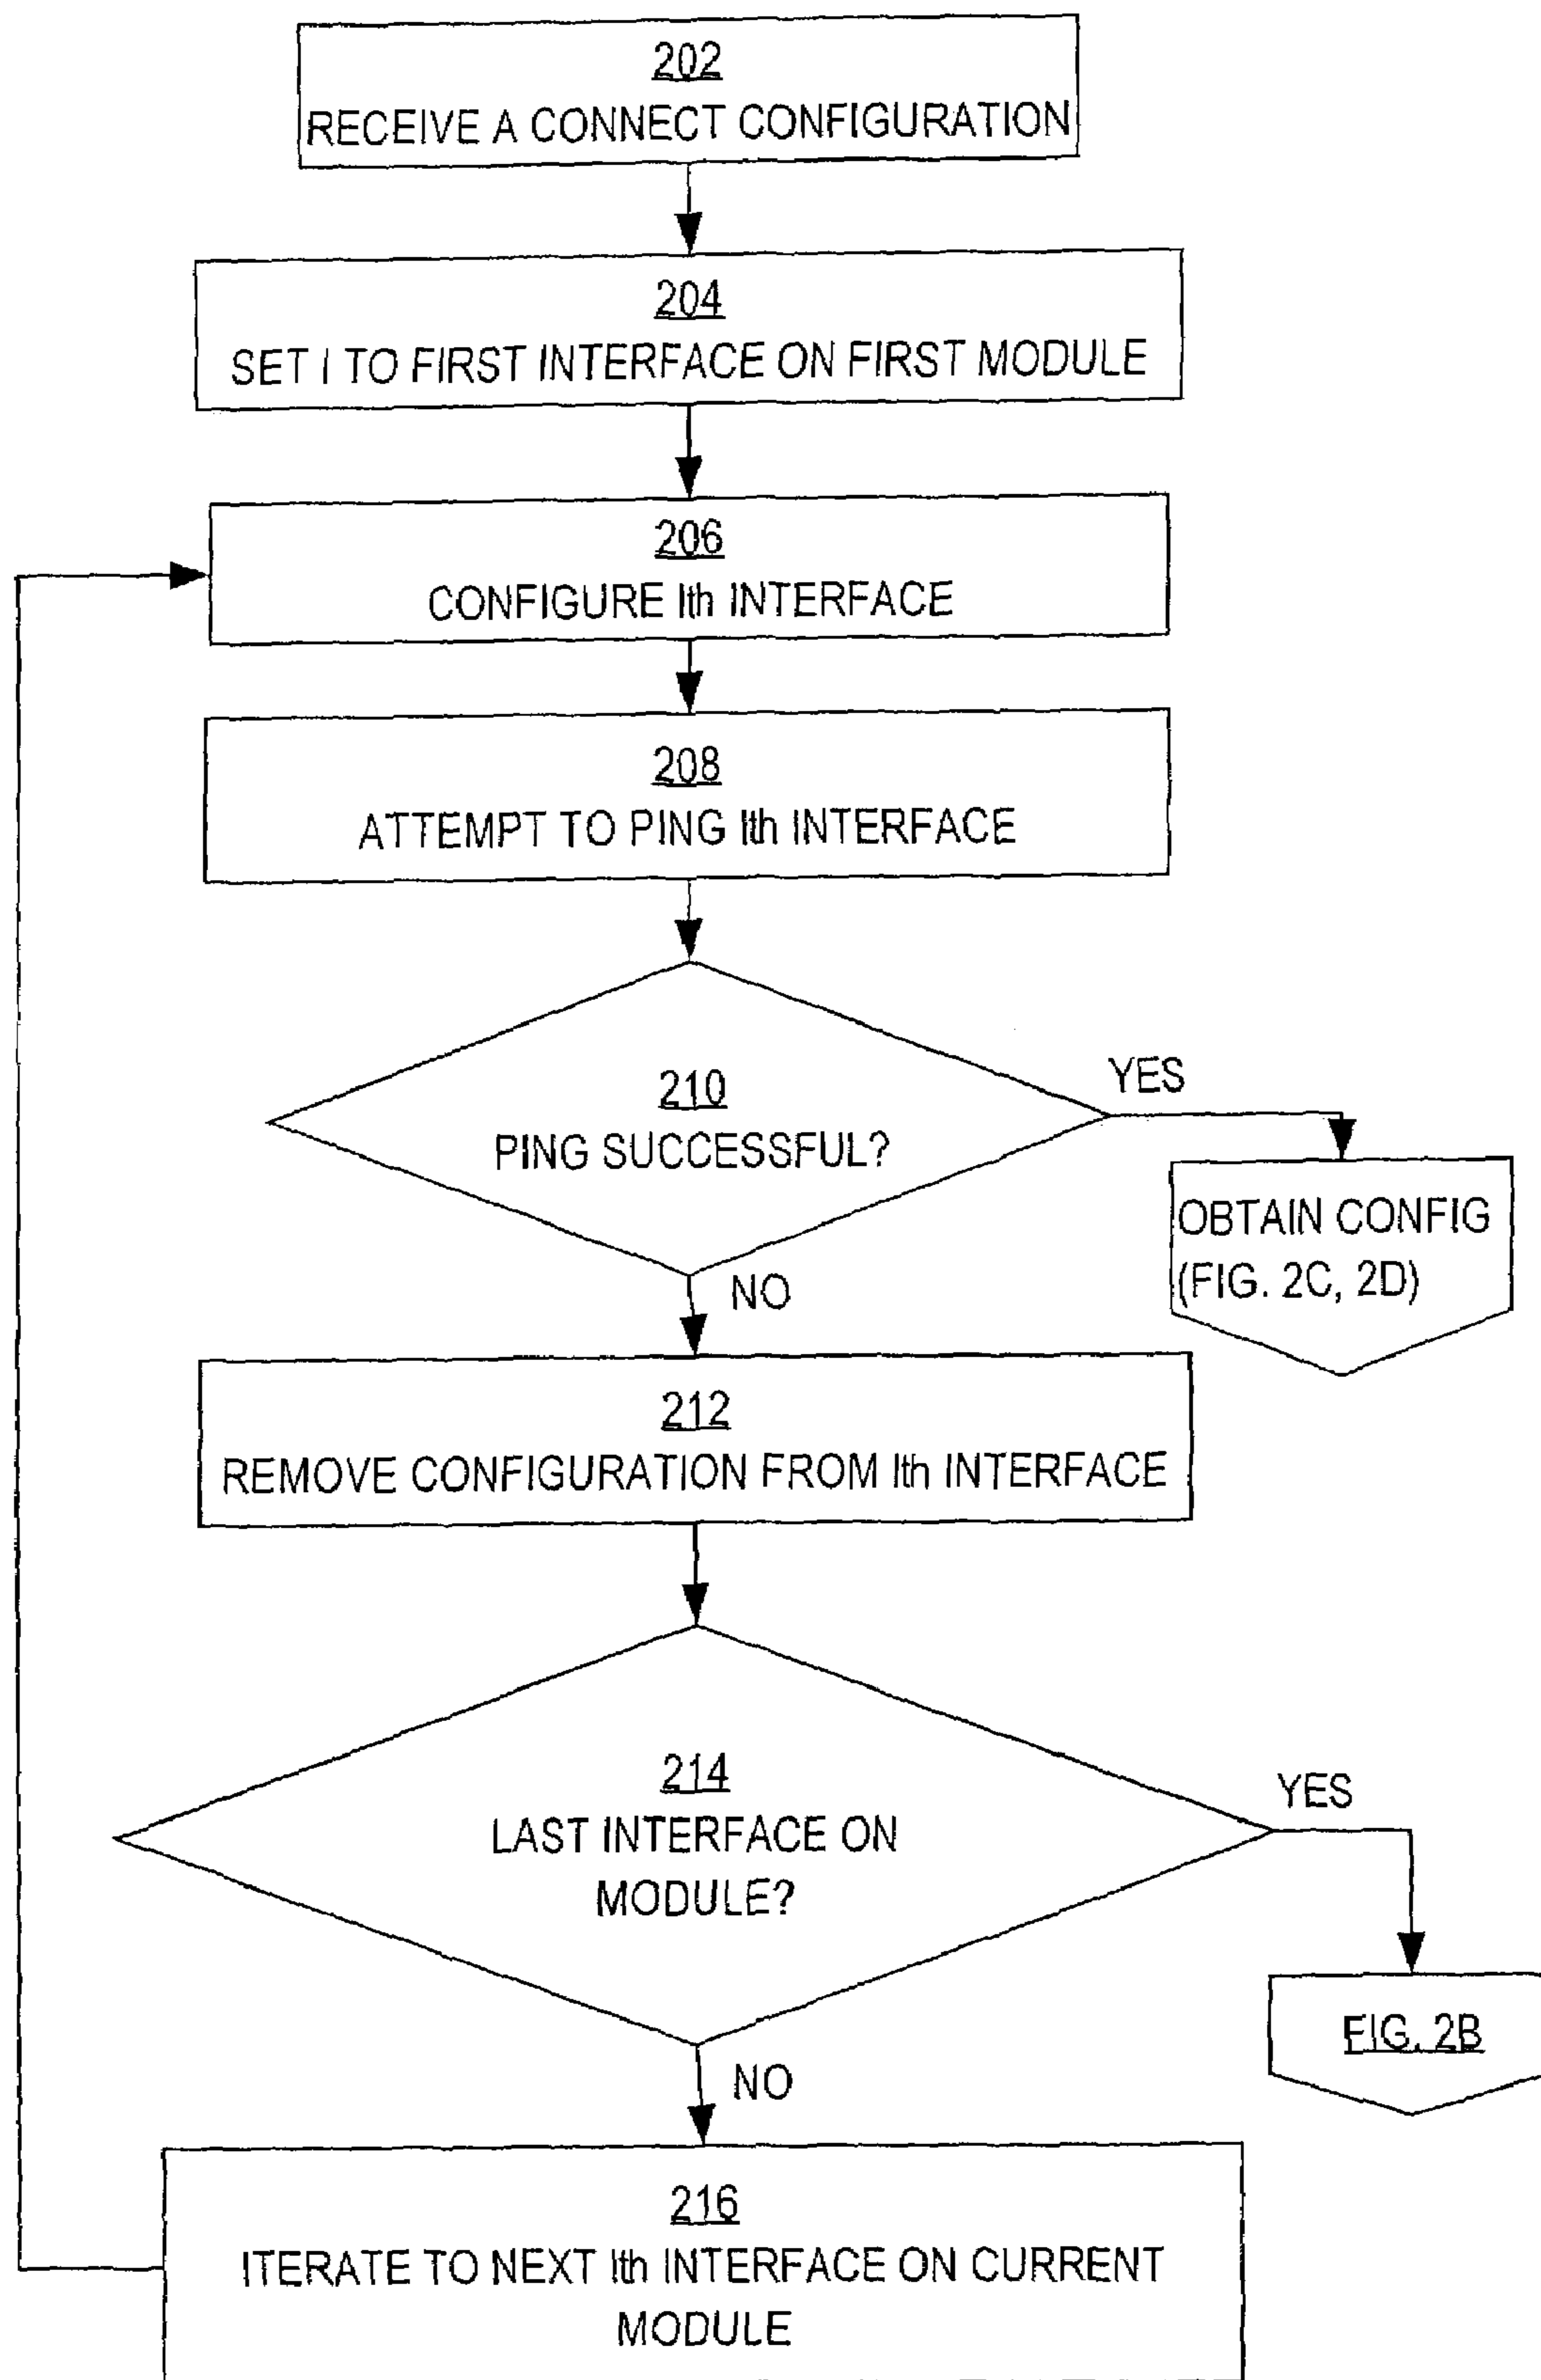 202
RECEIVE A CONNECT CONFIGURATION
204
SET I TO FIRST INTERFACE ON FIRST MODULE
206
CONFIGURE Ith INTERFACE
208
ATTEMPT TO PING Ith INTERFACE
210
PING SUCCESSFUL?
YES
OBTAIN CONFIG
(FIG. 2C, 2D)
NO
212
REMOVE CONFIGURATION FROM Ith INTERFACE
214
LAST INTERFACE ON
MODULE?
YES
FIG. 2B
NO
216
ITERATE TO NEXT Ith INTERFACE ON CURRENT
MODULE